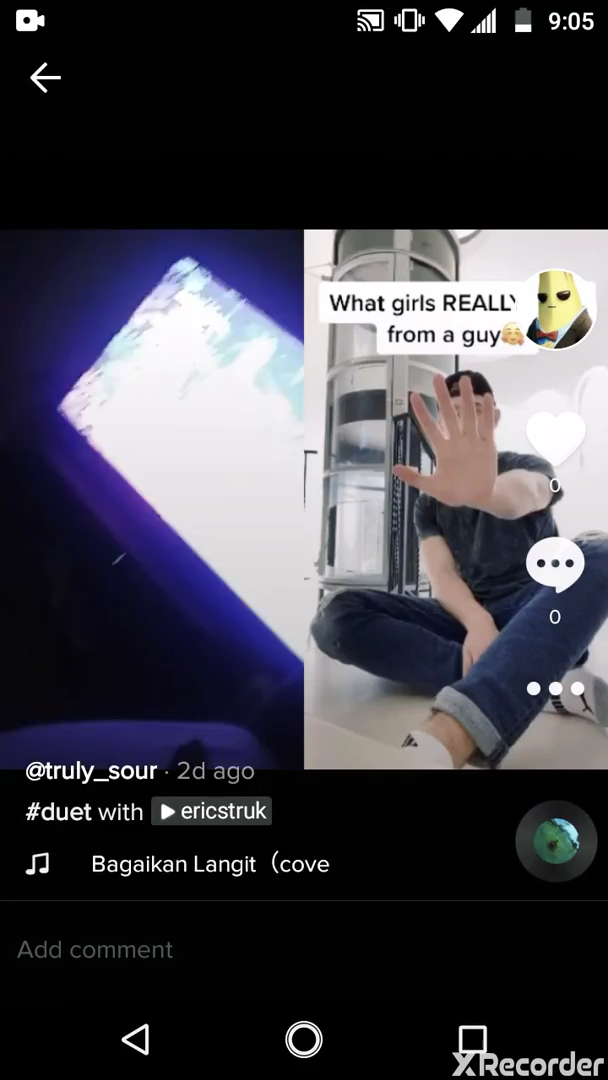 9:05
What girls REALLY
from a guy🥰
0
0
@truly_sour · 2d ago
#duet with ericstruk
Bagaikan Langit（cove
Add comment
XRecorder